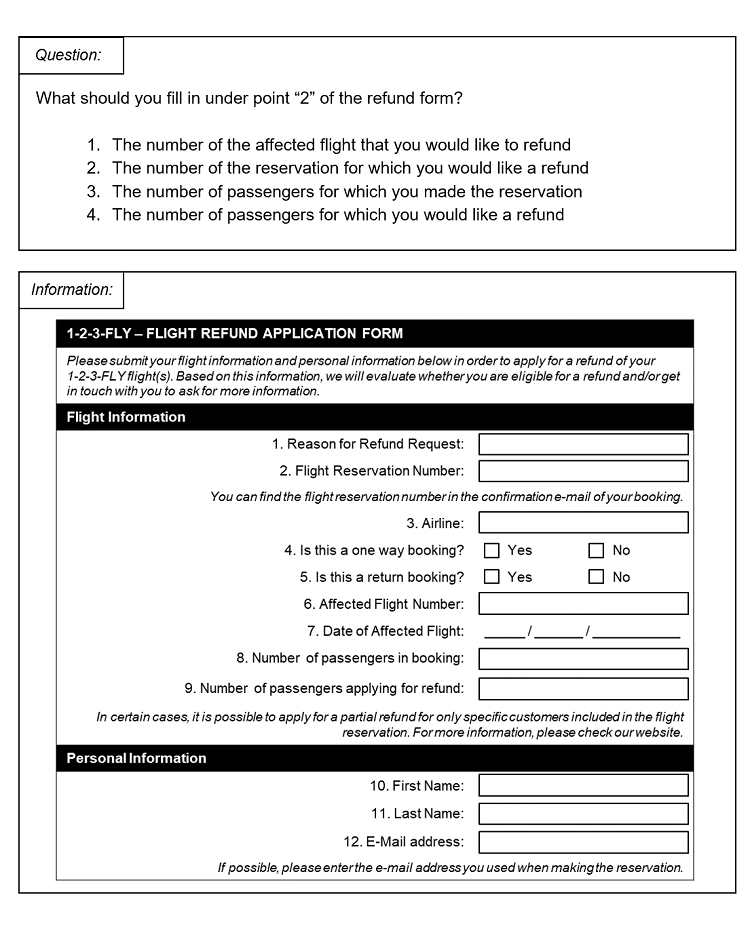 Question:
What should you fill in under point “2” of the refund form?
1. The number of the affected flight that you would like to refund
2. The number of the reservation for which you would like a refund
3. The number of passengers for which you made the reservation
4. The number of passengers for which you would like a refund
Information:
1-2-3-FLY – FLIGHT REFUND APPLICATION FORM
Please submit your flight information and personal information below in order to apply for a refund of your
1-2-3-FLY flight(s). Based on this information, we will evaluate whether you are eligible for a refund and/or get
in touch with you to ask for more information.
Flight Information
1. Reason for Refund Request:
2. Flight Reservation Number:
You can find the flight reservation number in the confirmation e-mail of your booking.
3. Airline:
4. Is this a one way booking? Yes No
5. Is this a return booking? Yes No
6. Affected Flight Number:
7. Date of Affected Flight: _____ / ______ / ___________
8. Number of passengers in booking:
9. Number of passengers applying for refund:
In certain cases, it is possible to apply for a partial refund for only specific customers included in the flight
reservation. For more information, please check our website.
Personal Information
10. First Name:
11. Last Name:
12. E-Mail address:
If possible, please enter the e-mail address you used when making the reservation.